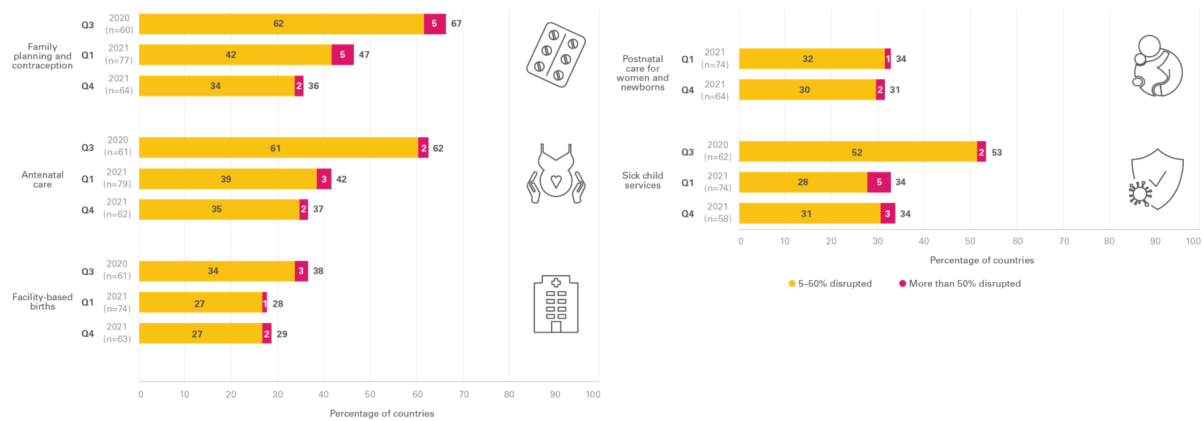 Family
planning and
contraception
Q3 2020 (n=60) 62 5 67
Q1 2021 (n=77) 42 5 47
Q4 2021 (n=64) 34 2 36
Antenatal
care
Q3 2020 (n=61) 61 2 62
Q1 2021 (n=79) 39 3 42
Q4 2021 (n=62) 35 2 37
Facility-based
births
Q3 2020 (n=61) 34 3 38
Q1 2021 (n=74) 27 1 28
Q4 2021 (n=63) 27 2 29
0 10 20 30 40 50 60 70 80 90 100
Percentage of countries
Postnatal
care for
women and
newborns
Q1 2021 (n=74) 32 1 34
Q4 2021 (n=64) 30 2 31
Sick child
services
Q3 2020 (n=62) 52 2 53
Q1 2021 (n=74) 28 5 34
Q4 2021 (n=58) 31 3 34
0 10 20 30 40 50 60 70 80 90 100
Percentage of countries
5–50% disrupted
More than 50% disrupted